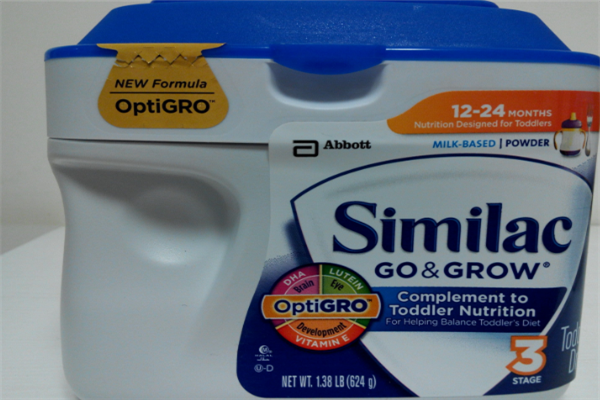 NEW Formula
OptiGRO™
12-24 MONTHS
Nutrition Designed for Toddlers
Abbott
MILK-BASED | POWDER
Similac
GO & GROW®
Complement to
Toddler Nutrition
For Helping Balance Toddler's Diet
DHA
Brain
LUTEIN
Eye
OptiGRO™
Development
VITAMIN E
U-D
NET WT. 1.38 LB (624 g)
3
STAGE